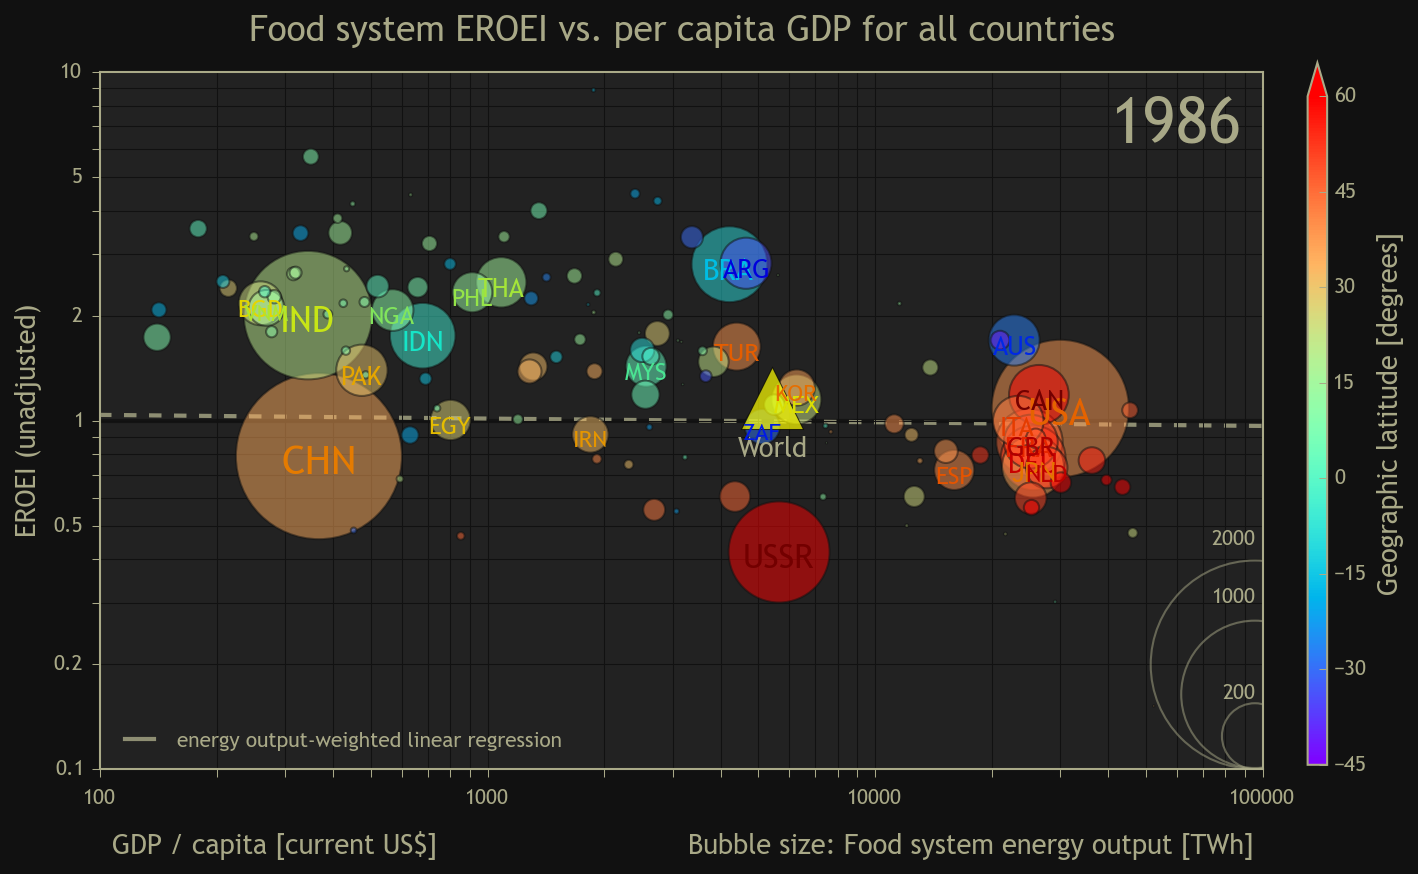 Food system EROEI vs. per capita GDP for all countries
1986
10
5
2
1
0.5
0.2
0.1
EROEI (unadjusted)
BRA
ARG
THA
PHL
BGD
IND
NGA
IDN
PAK
MYS
TUR
AUS
KOR
MEX
CAN
USA
ITA
EGY
ZAF
IRN
World
GBR
CHN
ESP
NLD
USSR
2000
1000
200
energy output-weighted linear regression
100
1000
10000
100000
GDP / capita [current US$]
Bubble size: Food system energy output [TWh]
60
45
30
15
0
−15
−30
−45
Geographic latitude [degrees]